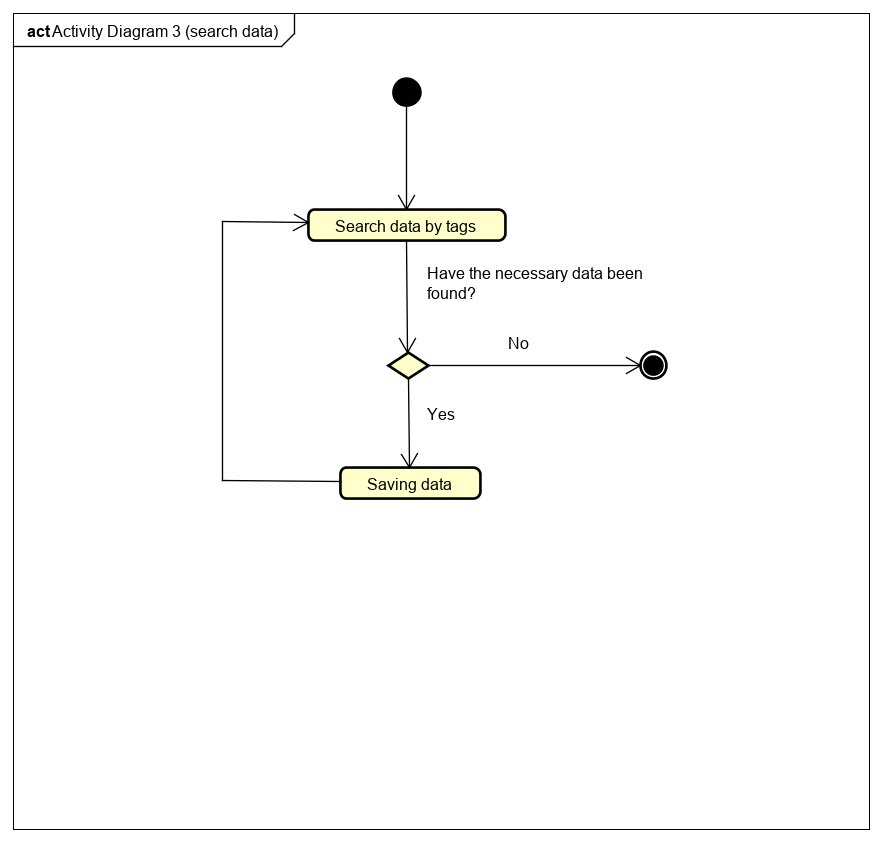 act Activity Diagram 3 (search data)
Search data by tags
Have the necessary data been
found?
No
Yes
Saving data